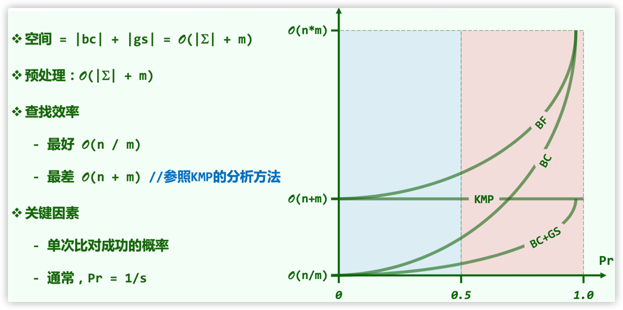 ❖空间 = |bc| + |gs| = O(|Σ| + m)
❖预处理：O(|Σ| + m)
❖查找效率
- 最好 O(n / m)
- 最差 O(n + m) //参照KMP的分析方法
❖关键因素
- 单次比对成功的概率
- 通常，Pr = 1/s
O(n*m)
BF
BC
O(n+m)
KMP
BC+GS
Pr
O(n/m)
0
0.5
1.0